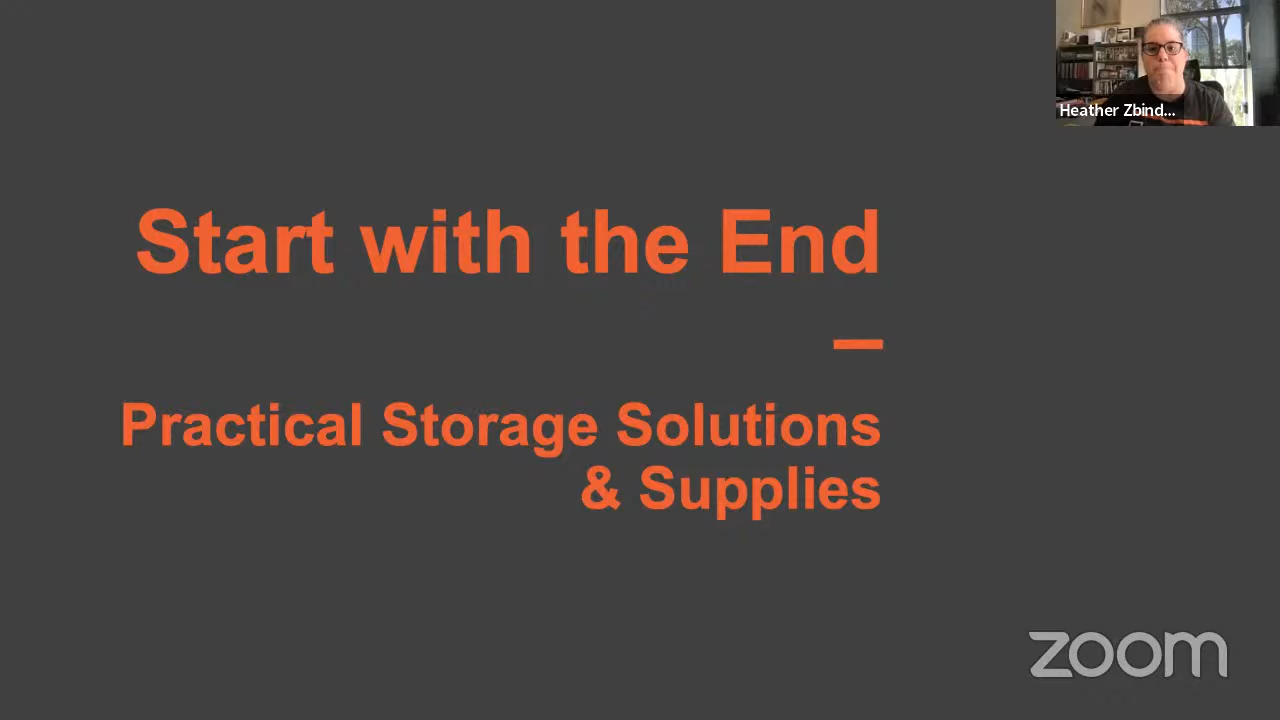 Heather Zbind...
Start with the End
–
Practical Storage Solutions
& Supplies
zoom